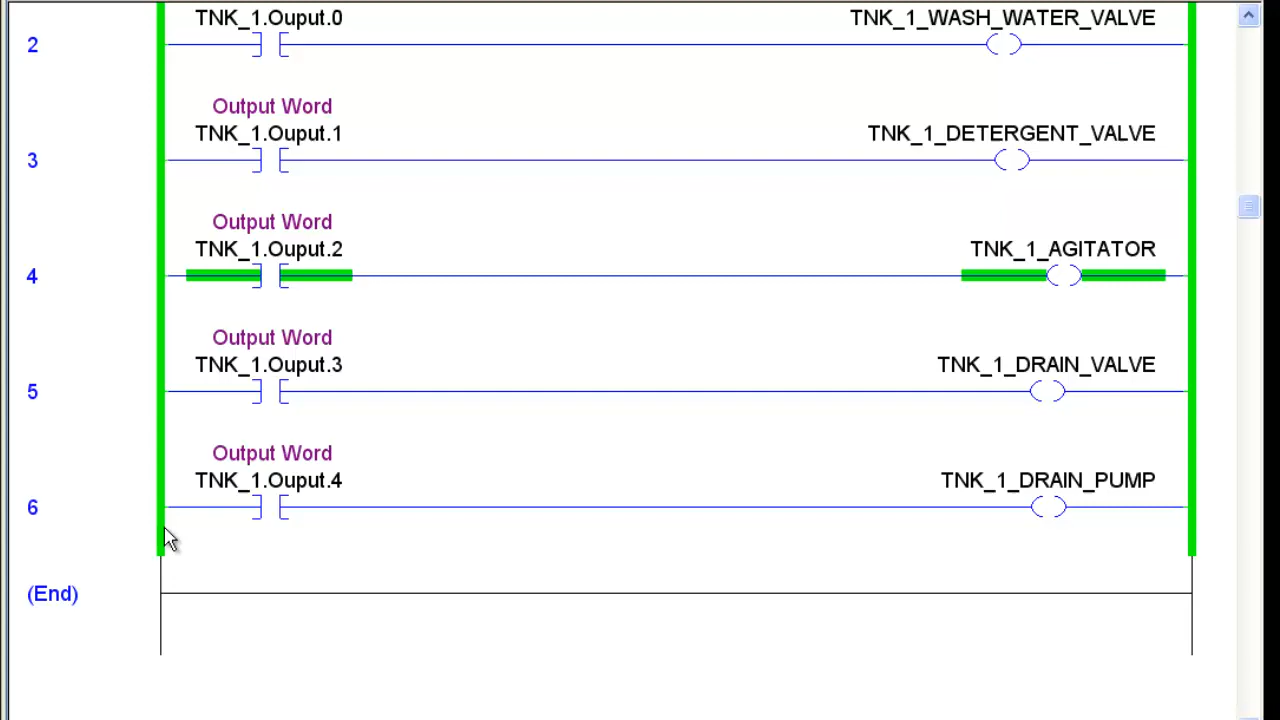 TNK_1.Ouput.0 TNK_1_WASH_WATER_VALVE
2
Output Word
TNK_1.Ouput.1 TNK_1_DETERGENT_VALVE
3
Output Word
TNK_1.Ouput.2 TNK_1_AGITATOR
4
Output Word
TNK_1.Ouput.3 TNK_1_DRAIN_VALVE
5
Output Word
TNK_1.Ouput.4 TNK_1_DRAIN_PUMP
6
(End)